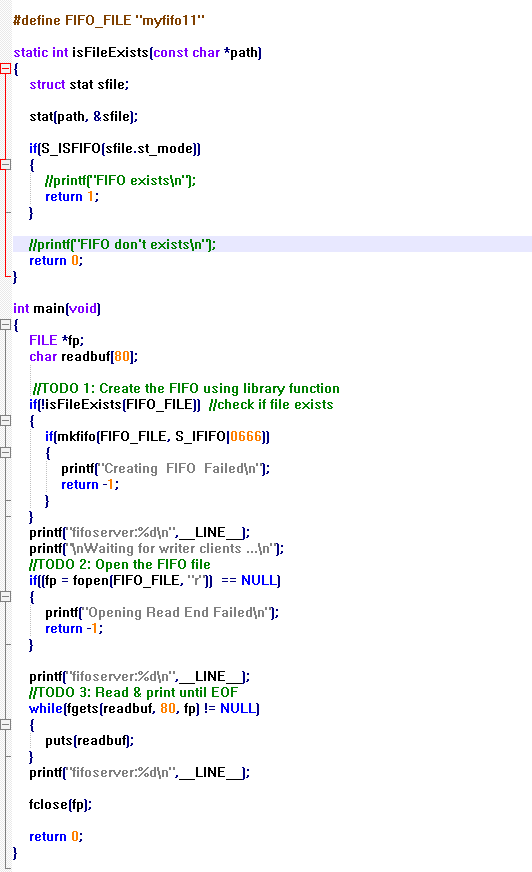 #define FIFO_FILE "myfifo11"
static int isFileExists(const char *path)
{
struct stat sfile;
stat(path, &sfile);
if(S_ISFIFO(sfile.st_mode))
{
//printf("FIFO exists\n");
return 1;
}
//printf("FIFO don't exists\n");
return 0;
}
int main(void)
{
FILE *fp;
char readbuf[80];
//TODO 1: Create the FIFO using library function
if(!isFileExists(FIFO_FILE)) //check if file exists
{
if(mkfifo(FIFO_FILE, S_IFIFO|0666))
{
printf("Creating FIFO Failed\n");
return -1;
}
}
printf("fifoserver:%d\n",__LINE__);
printf("\nWaiting for writer clients ...\n");
//TODO 2: Open the FIFO file
if((fp = fopen(FIFO_FILE, "r")) == NULL)
{
printf("Opening Read End Failed\n");
return -1;
}
printf("fifoserver:%d\n",__LINE__);
//TODO 3: Read & print until EOF
while(fgets(readbuf, 80, fp) != NULL)
{
puts(readbuf);
}
printf("fifoserver:%d\n",__LINE__);
fclose(fp);
return 0;
}